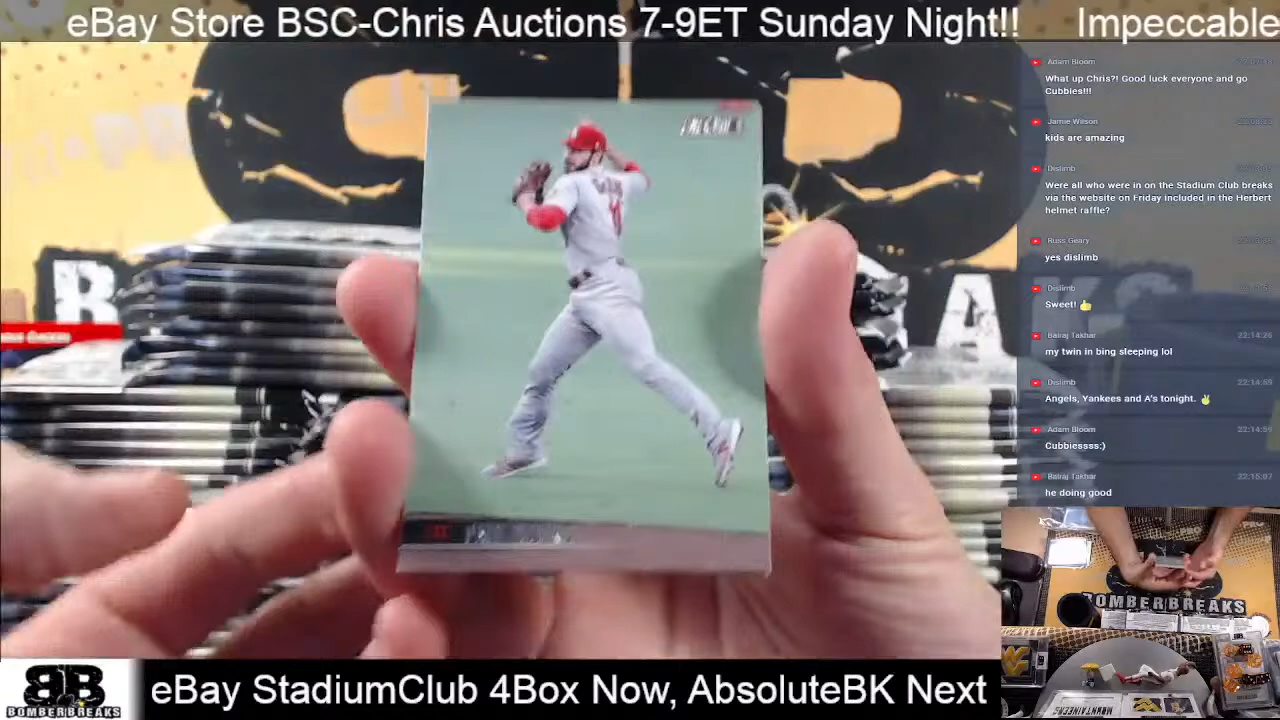 eBay Store BSC-Chris Auctions 7-9ET Sunday Night!! Impeccable
Adam Bloom
What up Chris?! Good luck everyone and go
Cubbies!!!
Jamie Wilson
kids are amazing
Dislimb
Were all who were in on the Stadium Club breaks
via the website on Friday included in the Herbert
helmet raffle?
Russ Geary
yes dislimb
Dislimb
Sweet!
Balraj Takhar 22:14:26
my twin in bing sleeping lol
Dislimb 22:14:59
Angels, Yankees and A's tonight.
Adam Bloom 22:14:59
Cubbiessss:)
Balraj Takhar 22:15:07
he doing good
BOMBERBREAKS
MOUNTAINEERS
BB
BOMBERBREAKS
eBay StadiumClub 4Box Now, AbsoluteBK Next